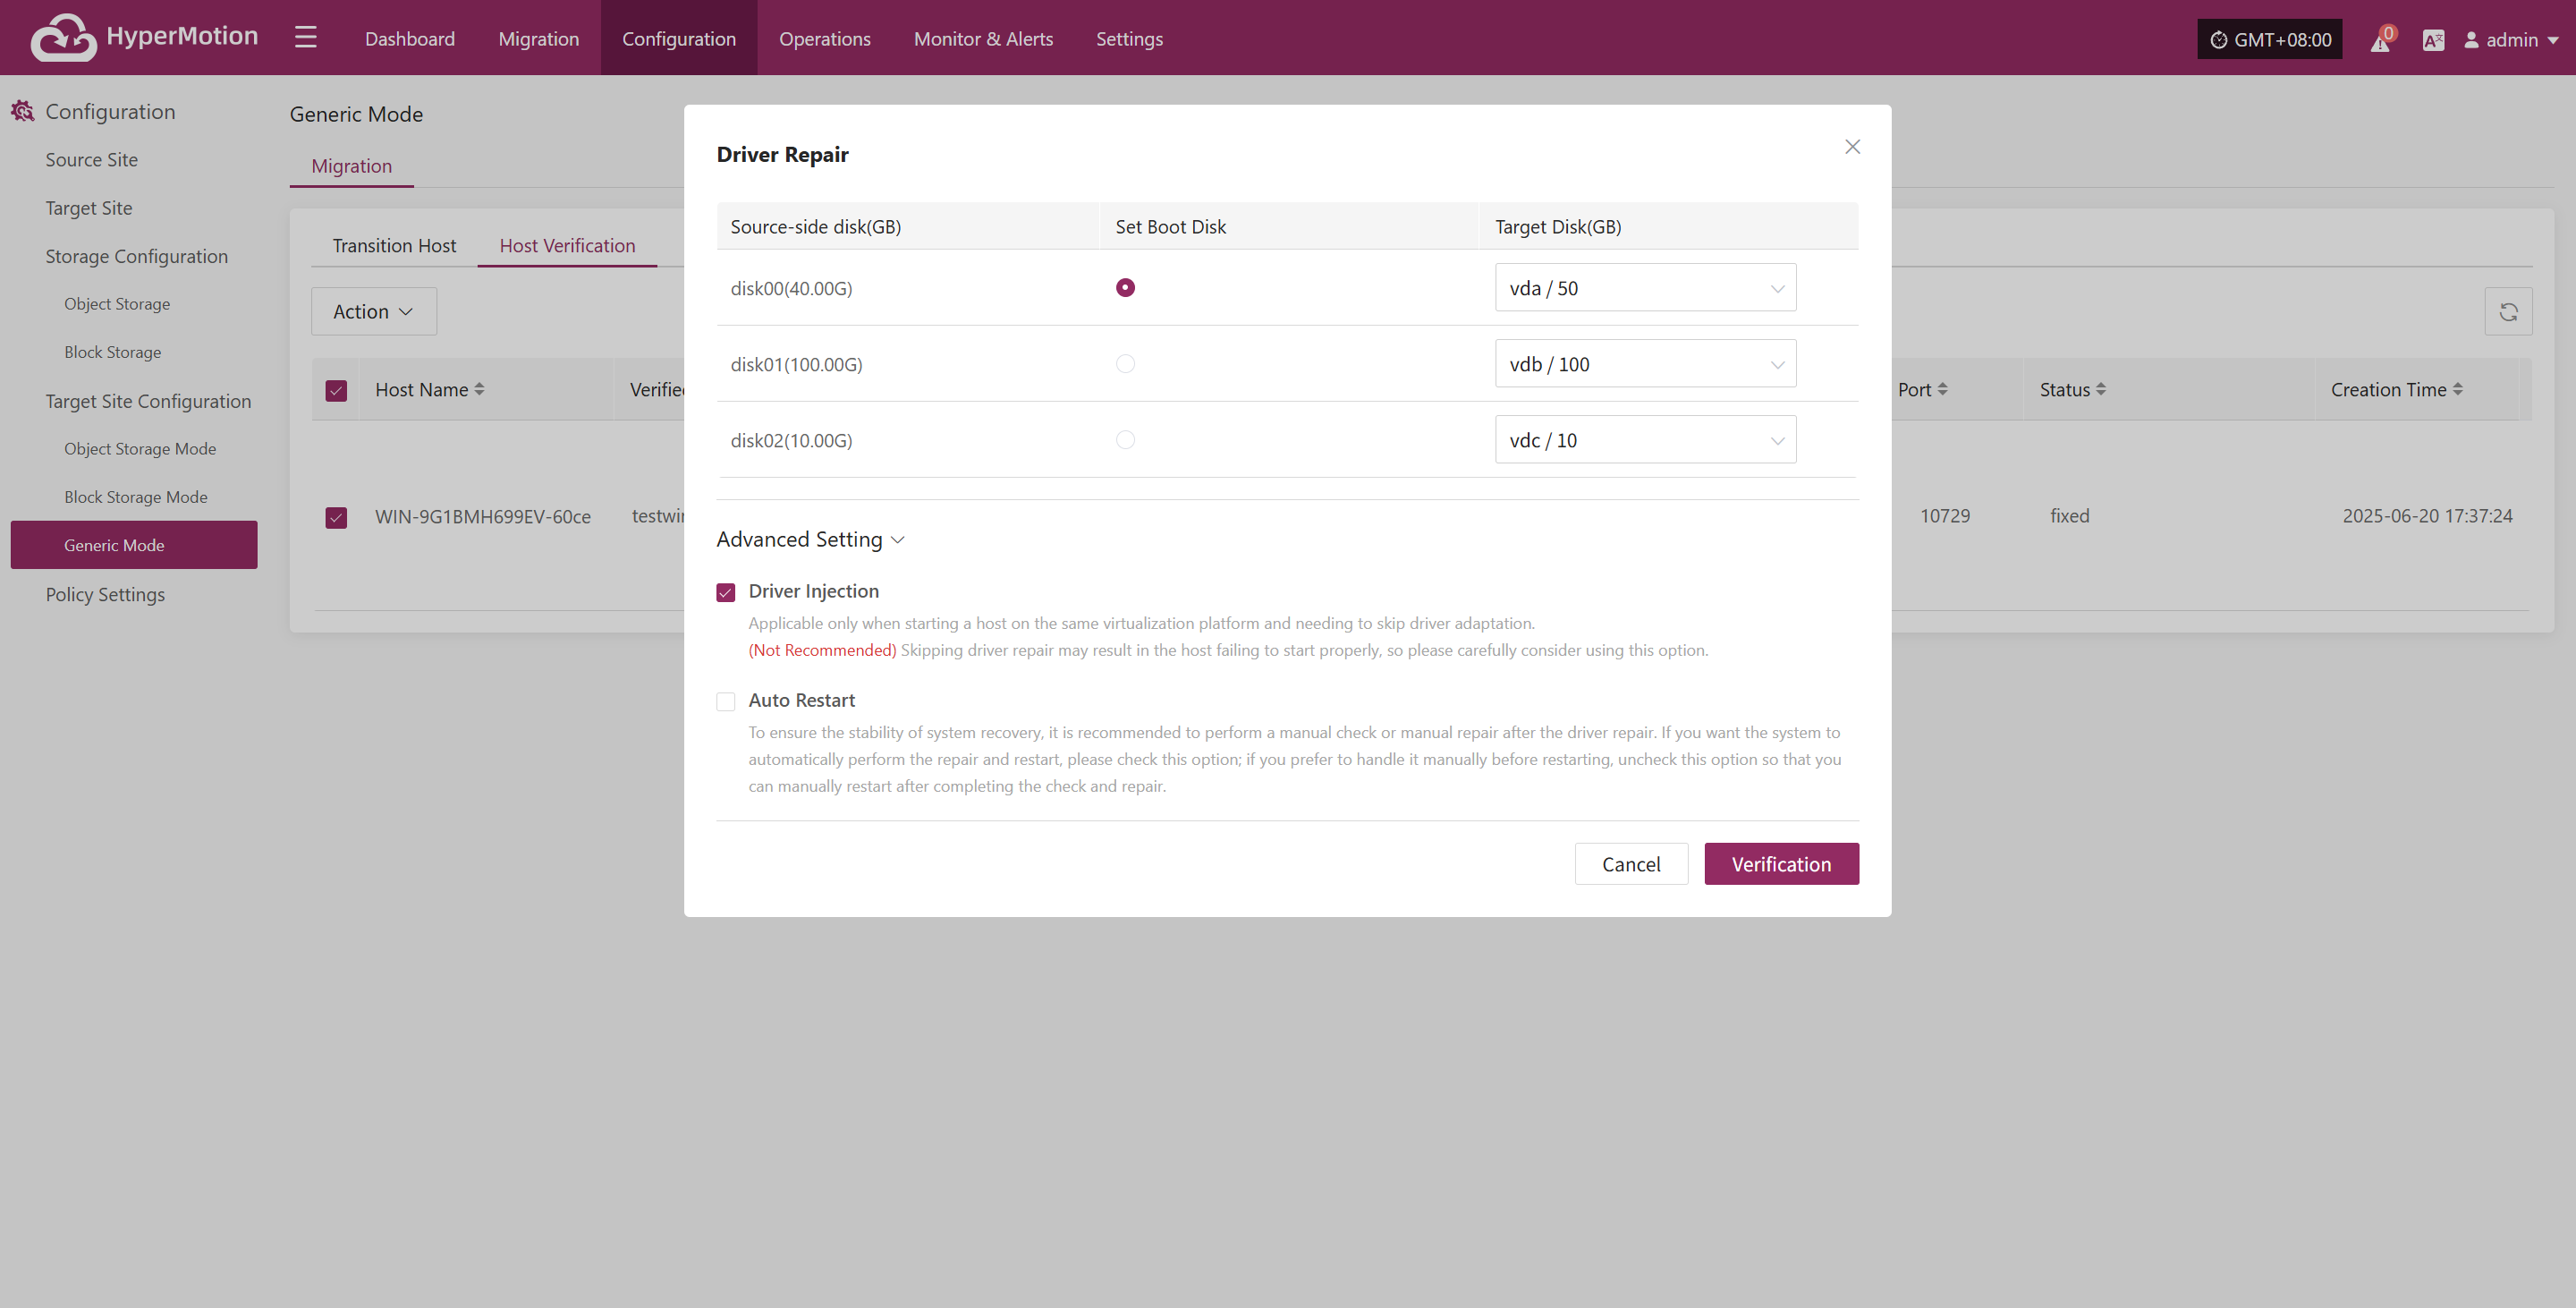 HyperMotion
Dashboard
Migration
Configuration
Operations
Monitor & Alerts
Settings
GMT+08:00
0
admin
Configuration
Source Site
Target Site
Storage Configuration
Object Storage
Block Storage
Target Site Configuration
Object Storage Mode
Block Storage Mode
Generic Mode
Policy Settings
Generic Mode
Migration
Transition Host
Host Verification
Action
Host Name
Port
Status
Creation Time
WIN-9G1BMH699EV-60ce
10729
fixed
2025-06-20 17:37:24
Driver Repair
Source-side disk(GB)
Set Boot Disk
Target Disk(GB)
disk00(40.00G)
vda / 50
disk01(100.00G)
vdb / 100
disk02(10.00G)
vdc / 10
Advanced Setting
Driver Injection
Applicable only when starting a host on the same virtualization platform and needing to skip driver adaptation.
(Not Recommended) Skipping driver repair may result in the host failing to start properly, so please carefully consider using this option.
Auto Restart
To ensure the stability of system recovery, it is recommended to perform a manual check or manual repair after the driver repair. If you want the system to
automatically perform the repair and restart, please check this option; if you prefer to handle it manually before restarting, uncheck this option so that you
can manually restart after completing the check and repair.
Cancel
Verification